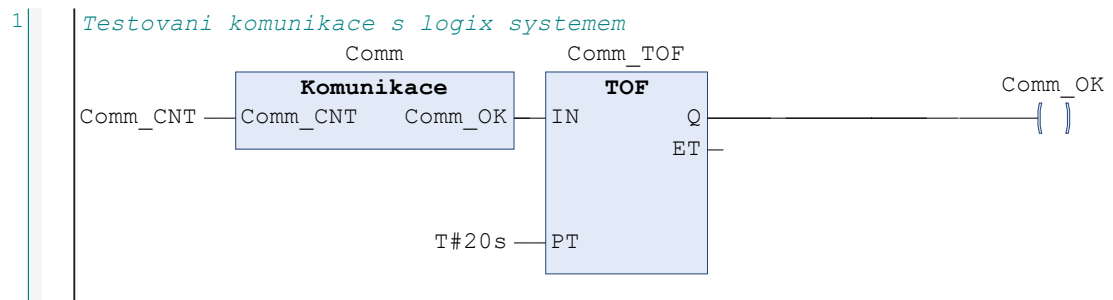 1
Testovani komunikace s logix systemem
Comm
Comm_TOF
Komunikace
TOF
Comm_OK
Comm_CNT
Comm_CNT
Comm_OK
IN
Q
ET
T#20s
PT